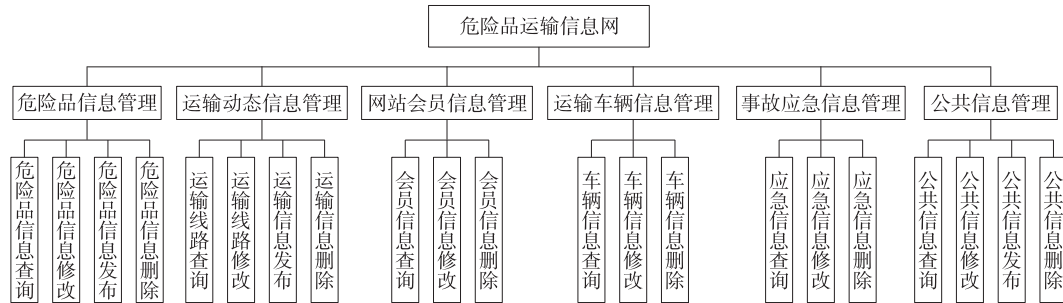 危险品运输信息网
危险品信息管理
运输动态信息管理
网站会员信息管理
运输车辆信息管理
事故应急信息管理
公共信息管理
危险品信息查询
危险品信息修改
危险品信息发布
危险品信息删除
运输线路查询
运输线路修改
运输信息发布
运输信息删除
会员信息查询
会员信息修改
会员信息删除
车辆信息查询
车辆信息修改
车辆信息删除
应急信息查询
应急信息修改
应急信息删除
公共信息查询
公共信息修改
公共信息发布
公共信息删除